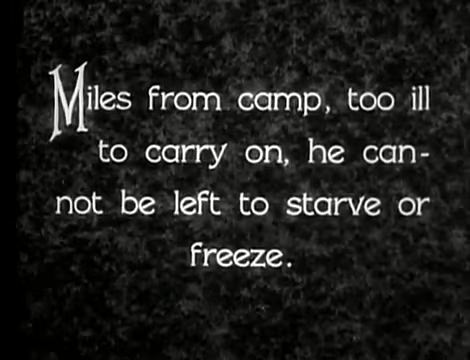 Miles from camp, too ill
to carry on, he can-
not be left to starve or
freeze.